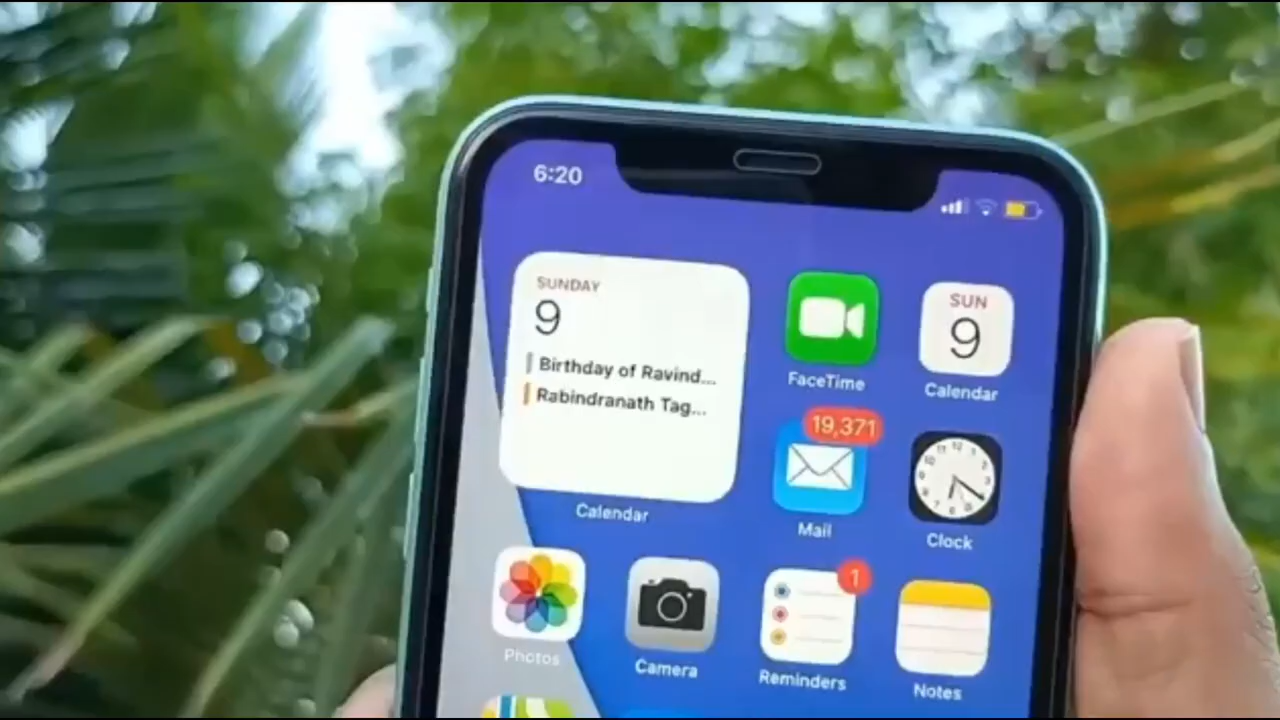 6:20
SUNDAY
9
Birthday of Ravind...
Rabindranath Tag...
Calendar
FaceTime
SUN
9
Calendar
19,371
Mail
Clock
Photos
Camera
1
Reminders
Notes